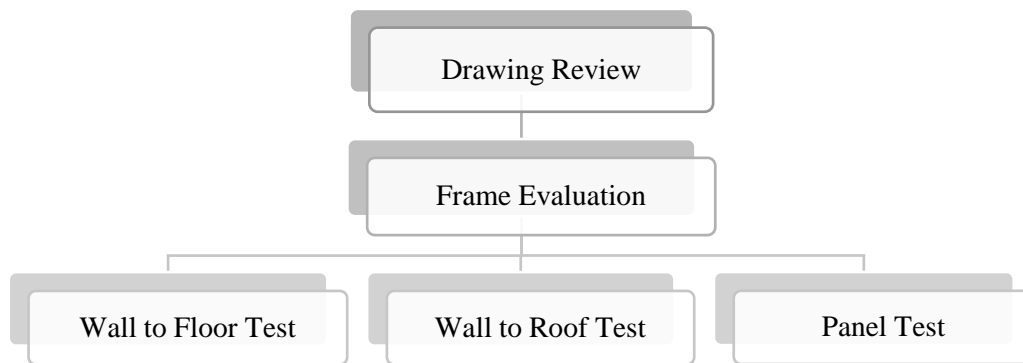 Drawing Review
Frame Evaluation
Wall to Floor Test
Wall to Roof Test
Panel Test